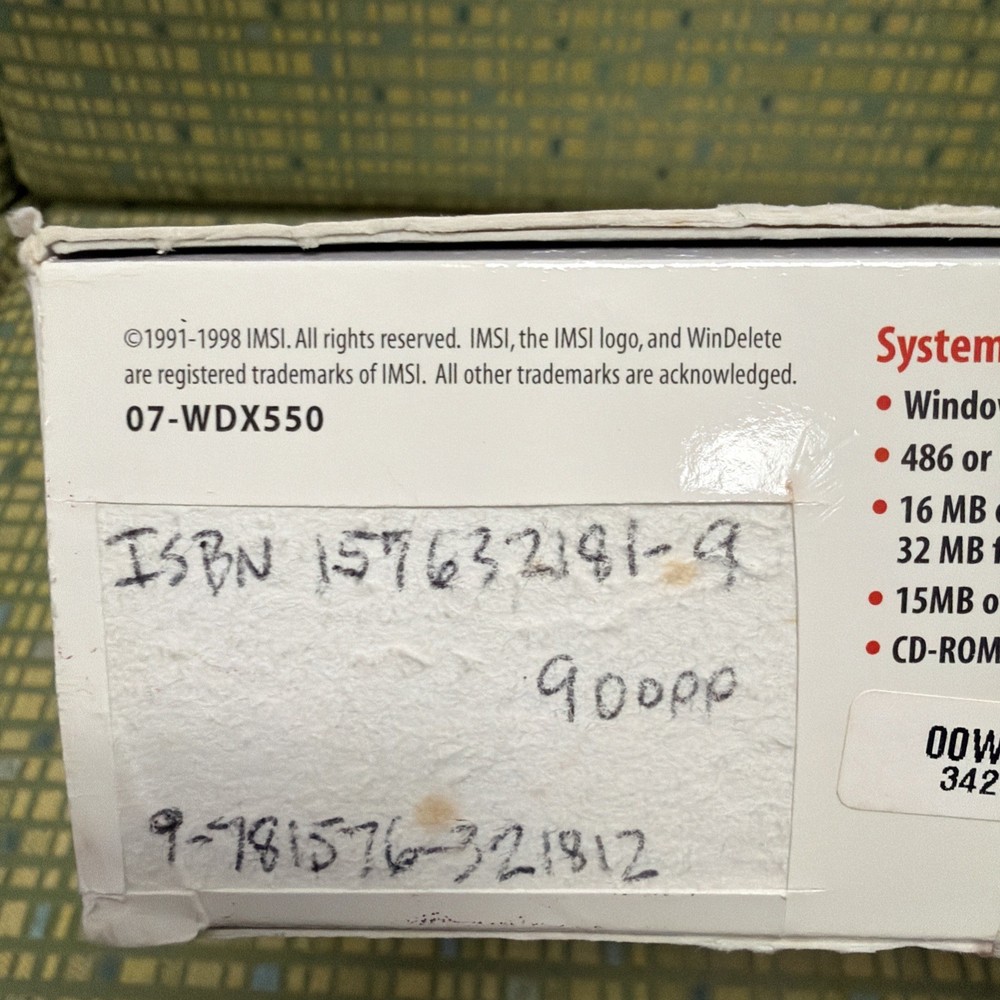 ©1991-1998 IMSI. All rights reserved. IMSI, the IMSI logo, and WinDelete
are registered trademarks of IMSI. All other trademarks are acknowledged.
07-WDX550
ISBN 157632181-9
90000
9-781576-321812
System
• Windo
• 486 or
• 16 MB
32 MB f
• 15MB o
• CD-ROM
00W
342